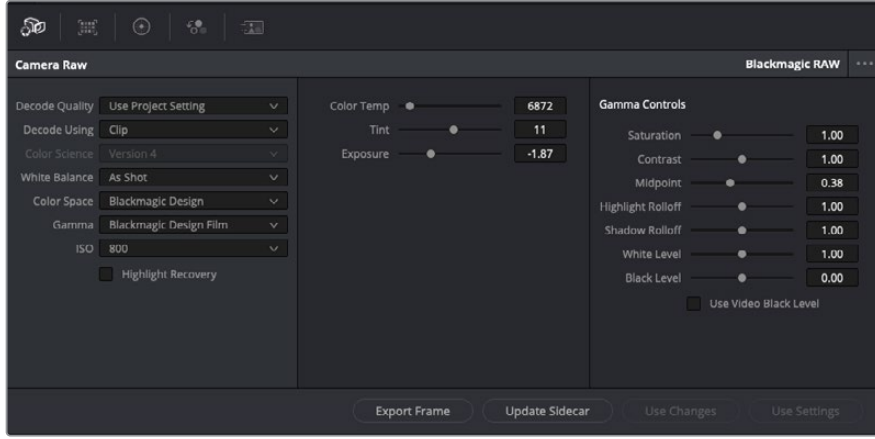 Camera Raw
Blackmagic RAW
Decode Quality Use Project Setting
Decode Using Clip
Color Science Version 4
White Balance As Shot
Color Space Blackmagic Design
Gamma Blackmagic Design Film
ISO 800
Highlight Recovery
Color Temp 6872
Tint 11
Exposure -1.87
Gamma Controls
Saturation 1.00
Contrast 1.00
Midpoint 0.38
Highlight Rolloff 1.00
Shadow Rolloff 1.00
White Level 1.00
Black Level 0.00
Use Video Black Level
Export Frame
Update Sidecar
Use Changes
Use Settings